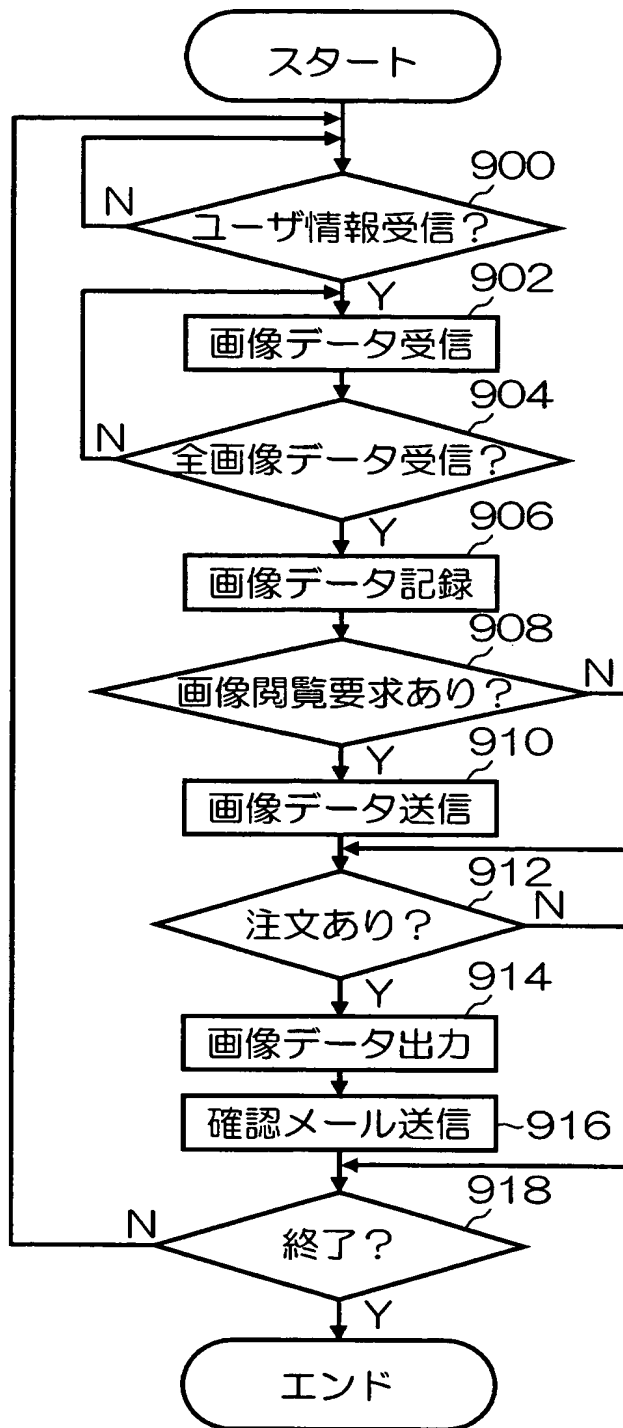 スタート
900
N
ユーザ情報受信？
Y
902
画像データ受信
904
N
全画像データ受信？
Y
906
画像データ記録
908
画像閲覧要求あり？
N
Y
910
画像データ送信
912
注文あり？
N
Y
914
画像データ出力
確認メール送信
916
918
N
終了？
Y
エンド